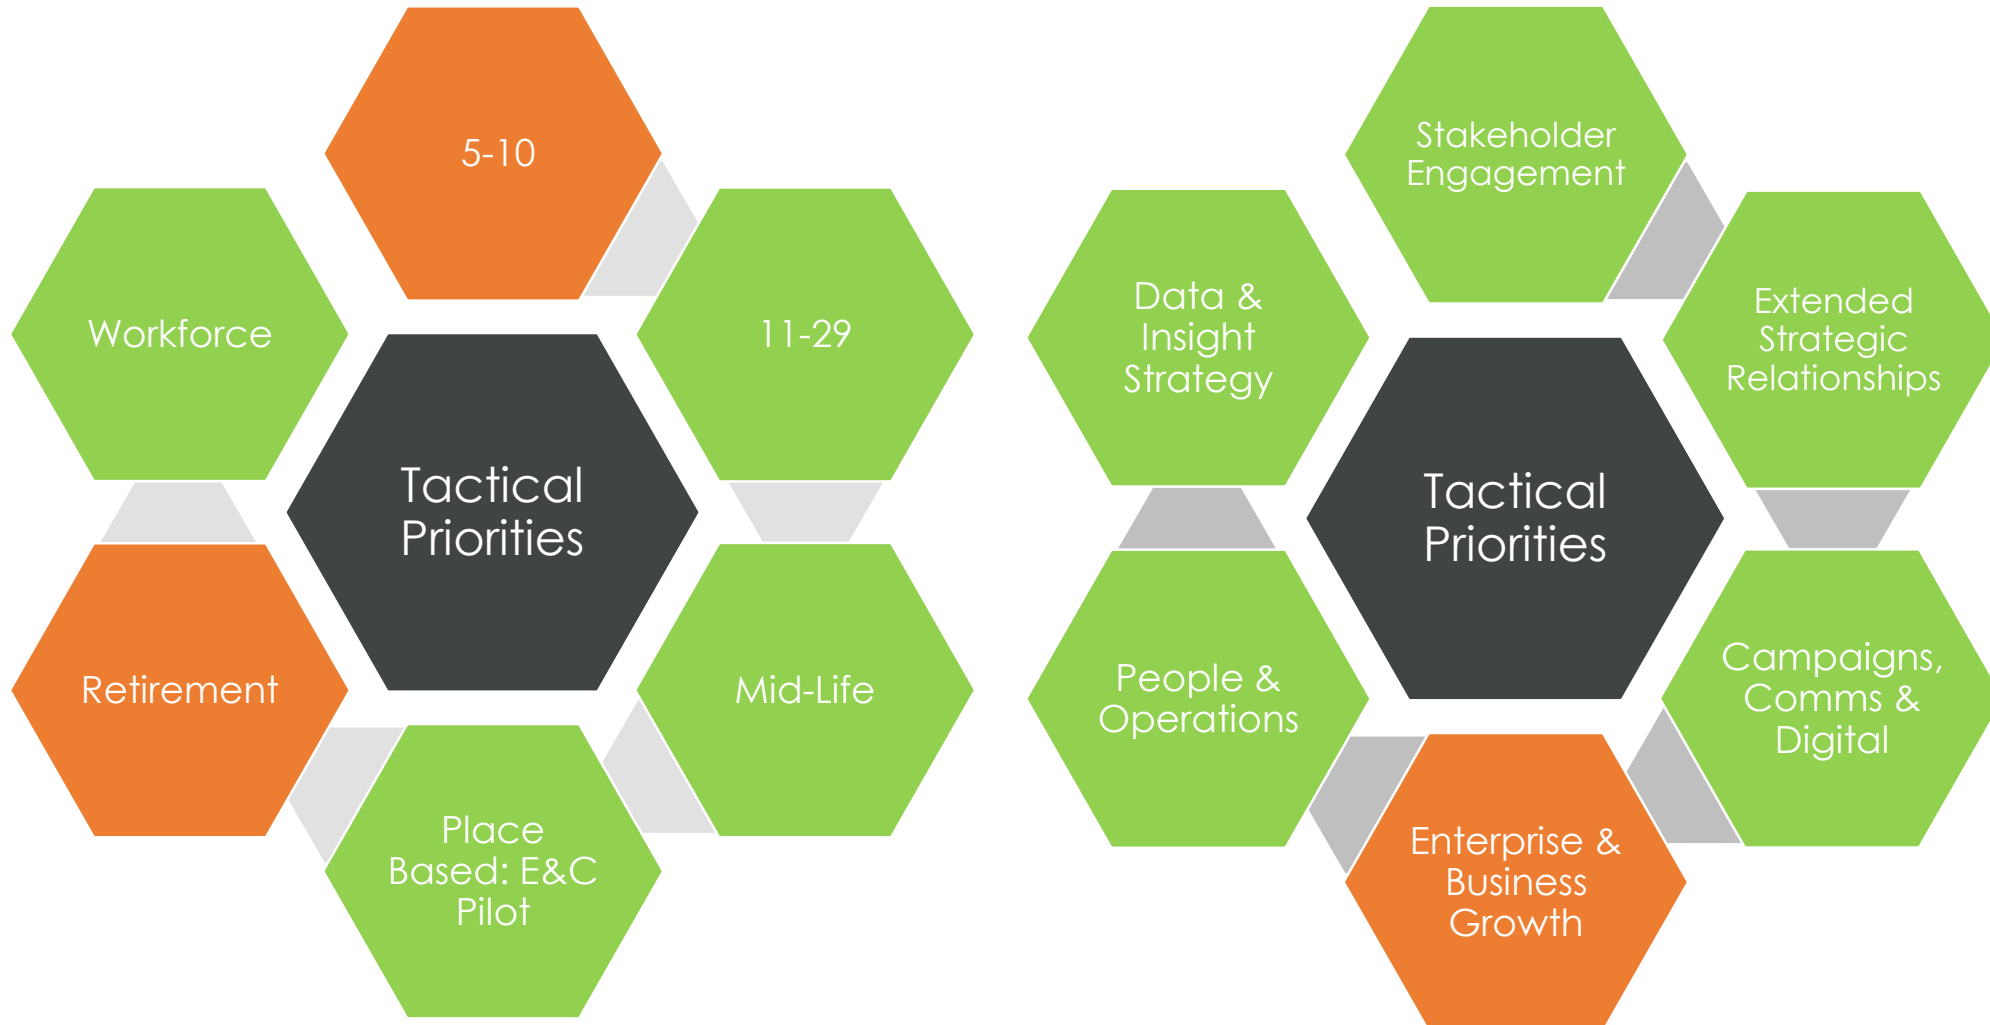 5-10
11-29
Mid-Life
Place
Based: E&C
Pilot
Retirement
Workforce
Tactical
Priorities
Stakeholder
Engagement
Extended
Strategic
Relationships
Campaigns,
Comms &
Digital
Enterprise &
Business
Growth
People &
Operations
Data &
Insight
Strategy
Tactical
Priorities